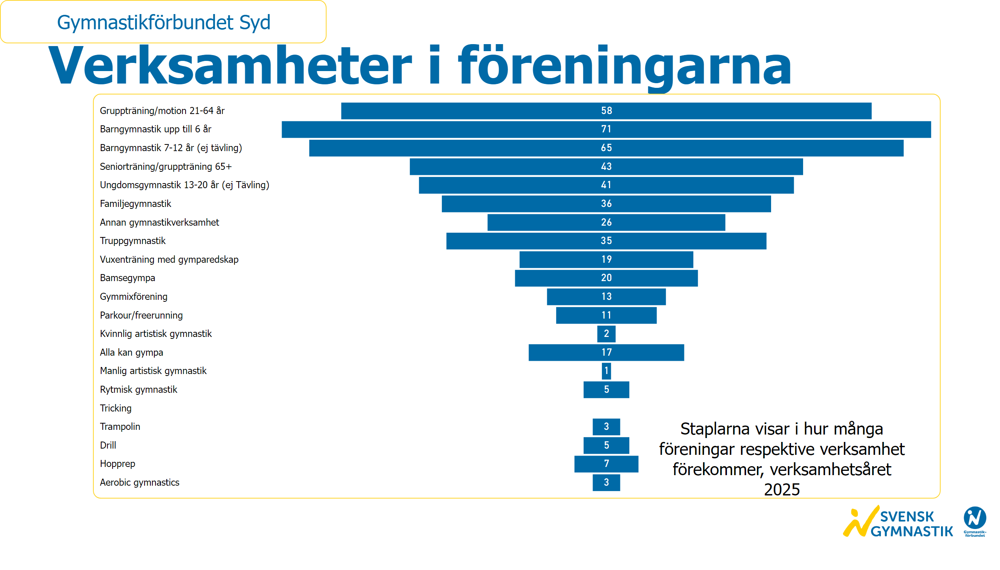 Gymnastikförbundet Syd
Verksamheter i föreningarna
Gruppträning/motion 21-64 år 58
Barngymnastik upp till 6 år 71
Barngymnastik 7-12 år (ej tävling) 65
Seniorträning/gruppträning 65+ 43
Ungdomsgymnastik 13-20 år (ej Tävling) 41
Familjegymnastik 36
Annan gymnastikverksamhet 26
Truppgymnastik 35
Vuxenträning med gymparedskap 19
Bamsegympa 20
Gymmixförening 13
Parkour/freerunning 11
Kvinnlig artistisk gymnastik 2
Alla kan gympa 17
Manlig artistisk gymnastik 1
Rytmisk gymnastik 5
Tricking
Trampolin 3
Drill 5
Hopprep 7
Aerobic gymnastics 3
Staplarna visar i hur många
föreningar respektive verksamhet
förekommer, verksamhetsåret
2025
SVENSK
GYMNASTIK
Gymnastik-
förbundet